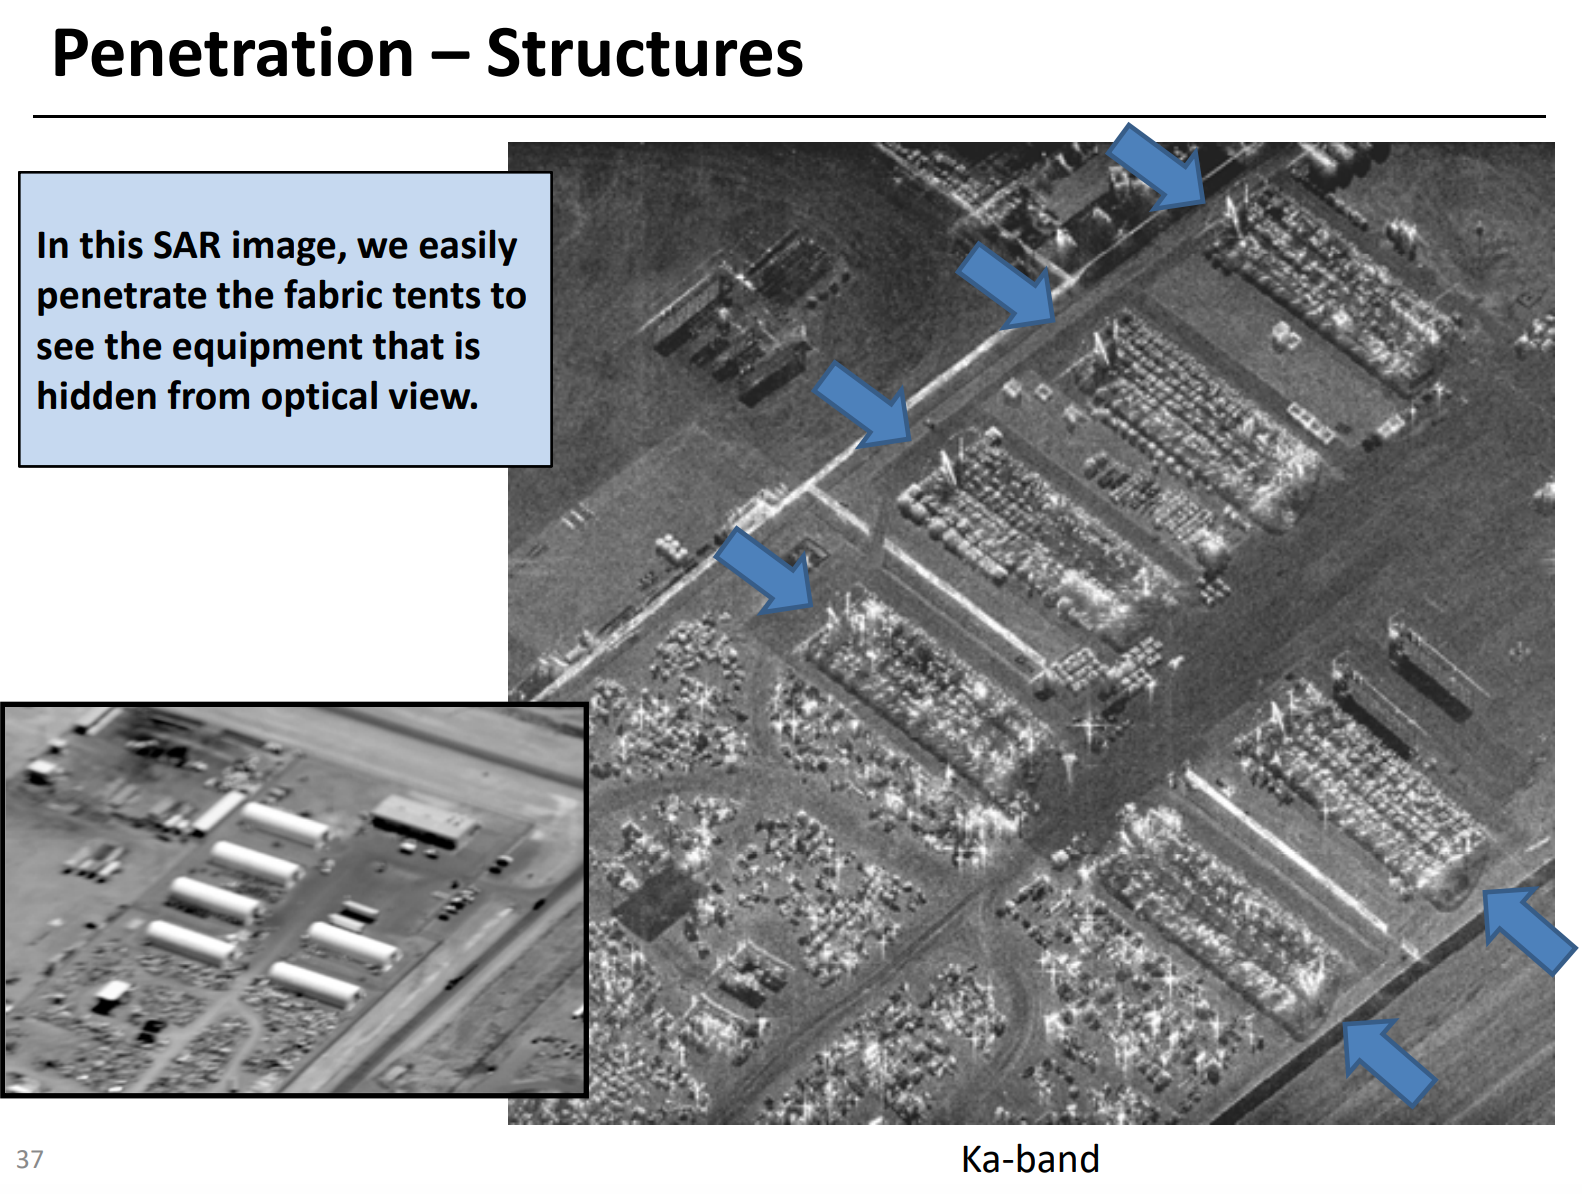 Penetration – Structures
In this SAR image, we easily
penetrate the fabric tents to
see the equipment that is
hidden from optical view.
37
Ka-band